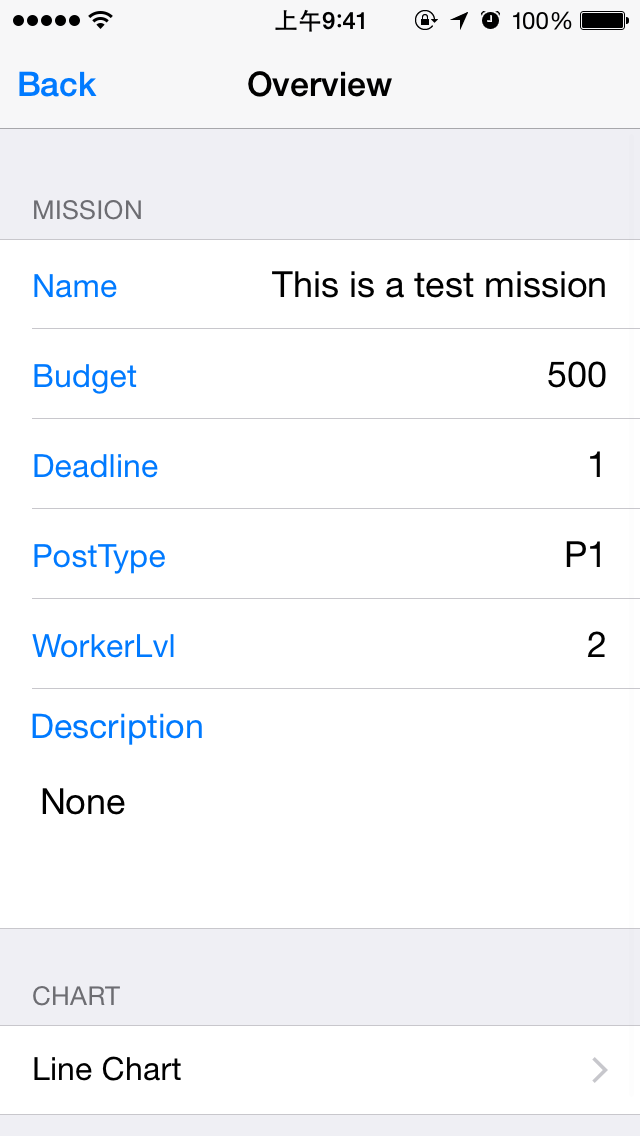 上午9:41 100%
Back Overview
MISSION
Name This is a test mission
Budget 500
Deadline 1
PostType P1
WorkerLvl 2
Description
None
CHART
Line Chart